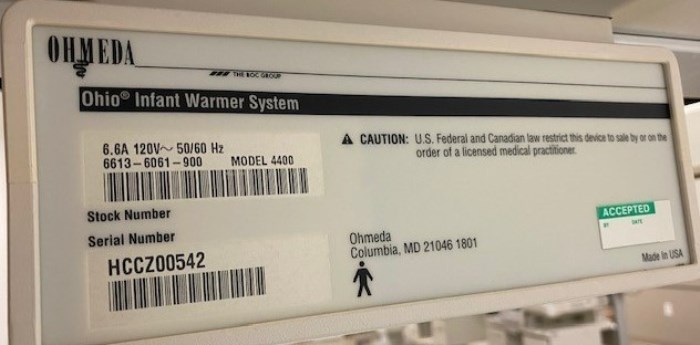 OHMEDA
THE BOC GROUP
Ohio® Infant Warmer System
6.6A 120V~ 50/60 Hz
6613-6061-900 MODEL 4400
Stock Number
Serial Number
HCCZ00542
⚠ CAUTION: U.S. Federal and Canadian law restrict this device to sale by or on the
order of a licensed medical practitioner.
Ohmeda
Columbia, MD 21046 1801
ACCEPTED
BY DATE
Made in USA